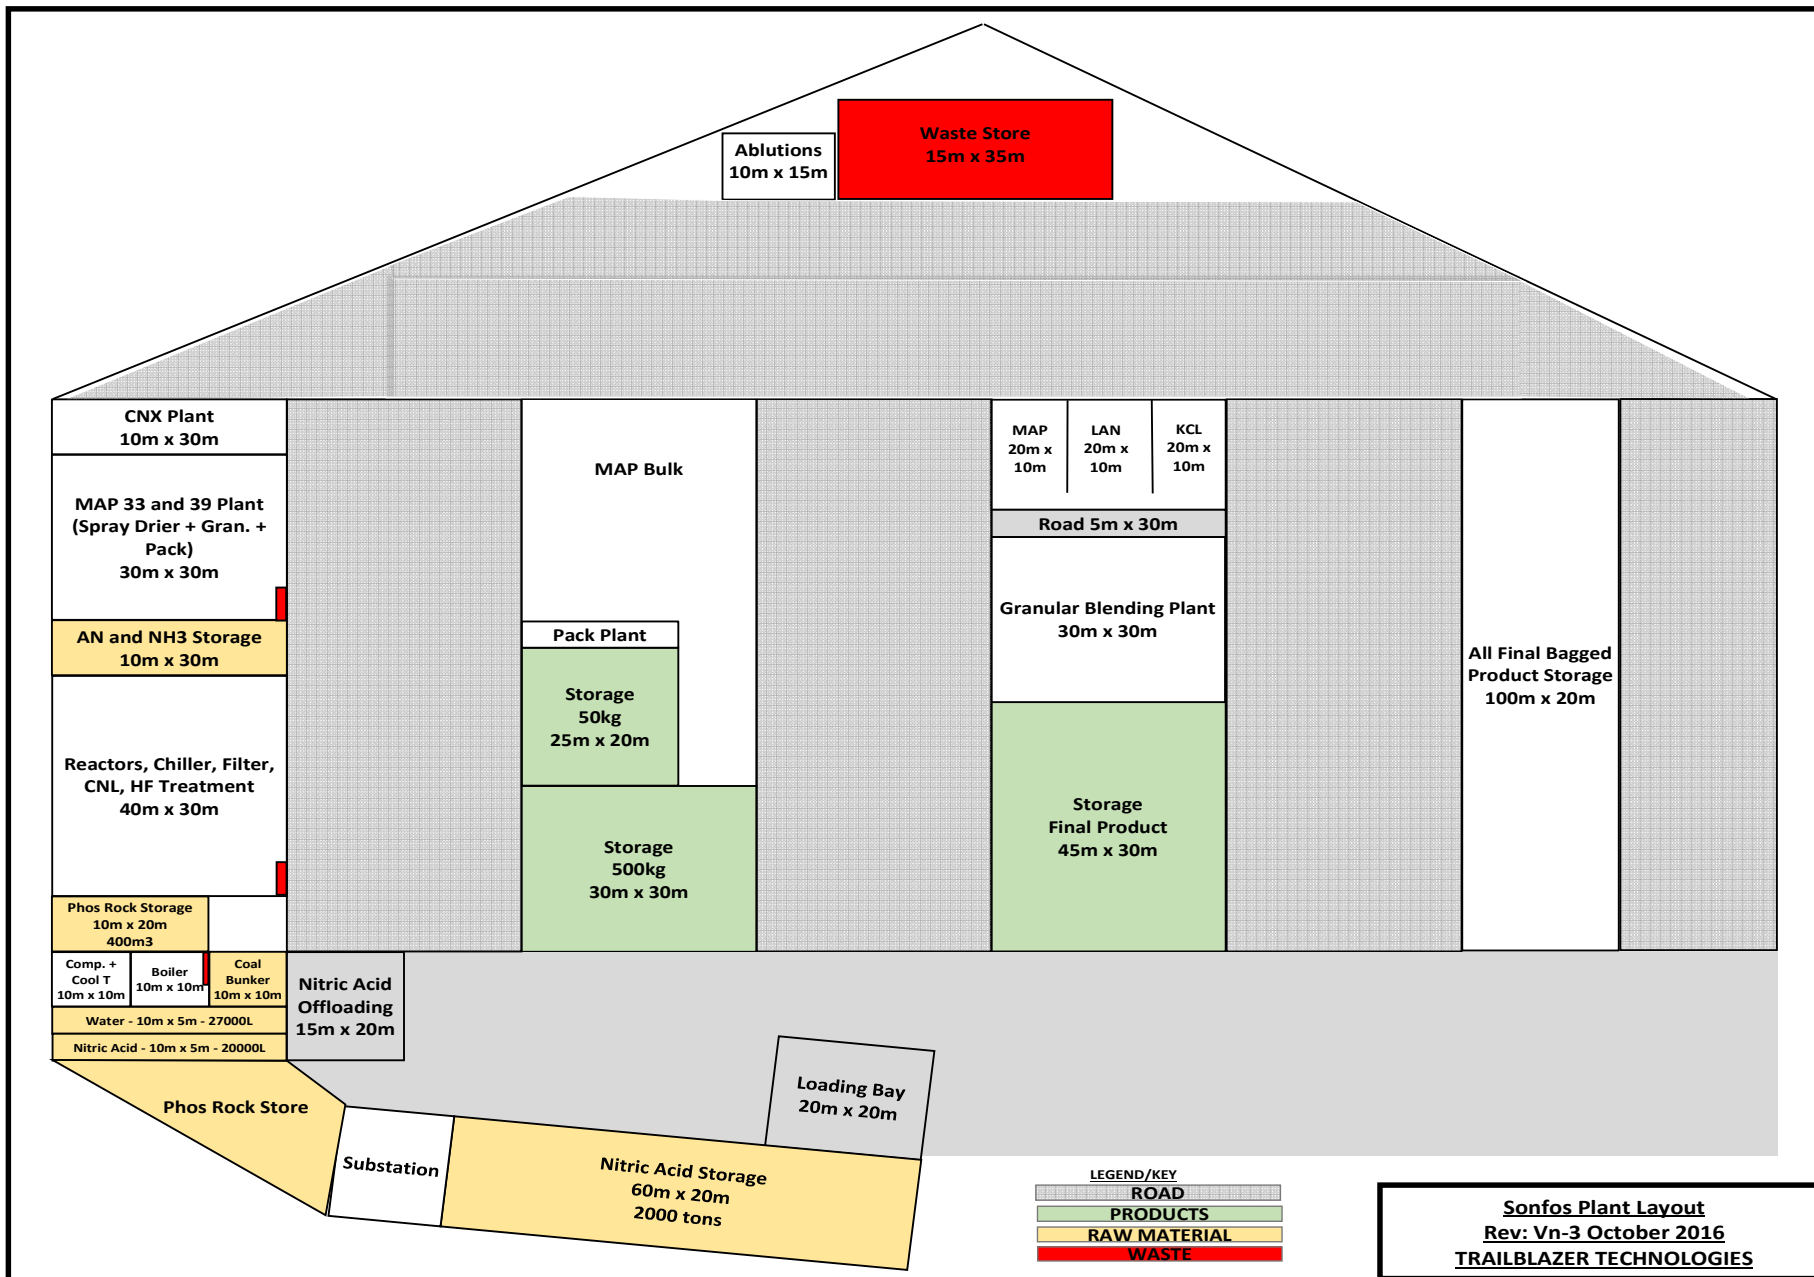 Waste Store
15m x 35m
Ablutions
10m x 15m
CNX Plant
10m x 30m
MAP 33 and 39 Plant
(Spray Drier + Gran. +
Pack)
30m x 30m
AN and NH3 Storage
10m x 30m
Reactors, Chiller, Filter,
CNL, HF Treatment
40m x 30m
Phos Rock Storage
10m x 20m
400m3
Comp. +
Cool T
10m x 10m
Boiler
10m x 10m
Coal
Bunker
10m x 10m
Water - 10m x 5m - 27000L
Nitric Acid - 10m x 5m - 20000L
Nitric Acid
Offloading
15m x 20m
Phos Rock Store
Substation
Nitric Acid Storage
60m x 20m
2000 tons
Loading Bay
20m x 20m
MAP Bulk
Pack Plant
Storage
50kg
25m x 20m
Storage
500kg
30m x 30m
MAP
20m x
10m
LAN
20m x
10m
KCL
20m x
10m
Road 5m x 30m
Granular Blending Plant
30m x 30m
Storage
Final Product
45m x 30m
All Final Bagged
Product Storage
100m x 20m
LEGEND/KEY
ROAD
PRODUCTS
RAW MATERIAL
WASTE
Sonfos Plant Layout
Rev: Vn-3 October 2016
TRAILBLAZER TECHNOLOGIES